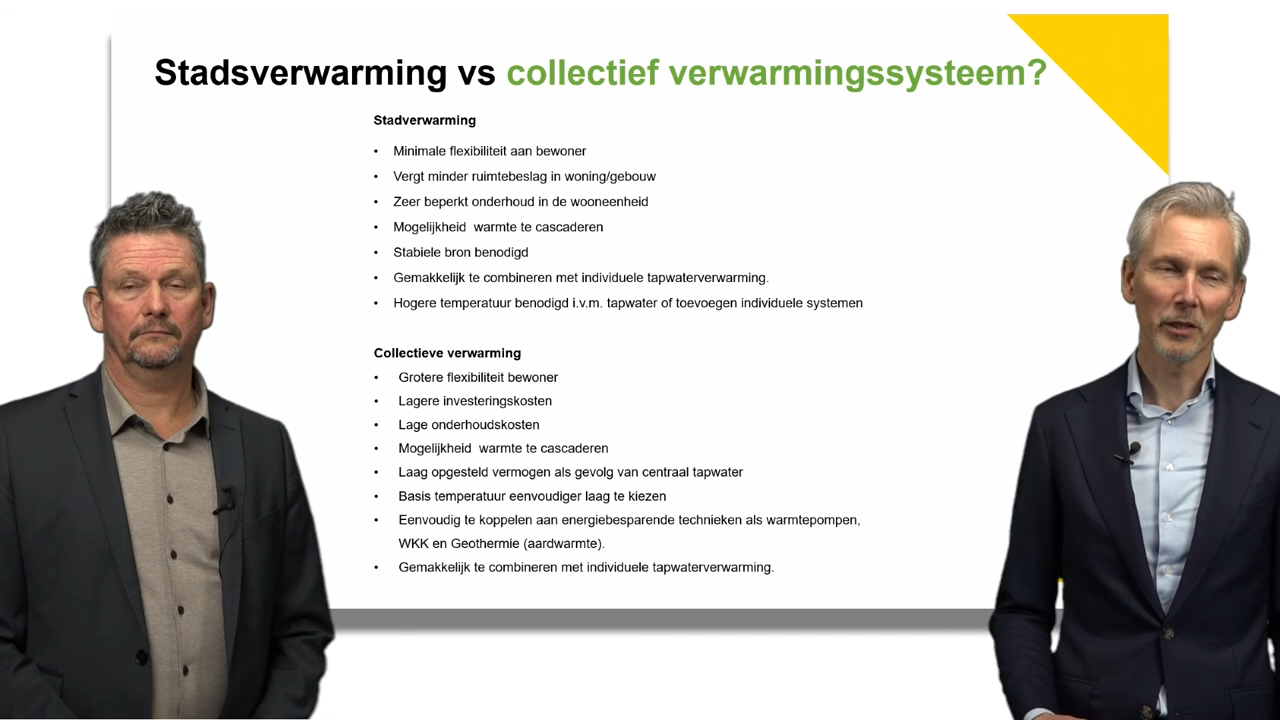 Stadsverwarming vs collectief verwarmingssysteem?
Stadverwarming
• Minimale flexibiliteit aan bewoner
• Vergt minder ruimtebeslag in woning/gebouw
• Zeer beperkt onderhoud in de wooneenheid
• Mogelijkheid  warmte te cascaderen
• Stabiele bron benodigd
• Gemakkelijk te combineren met individuele tapwaterverwarming.
• Hogere temperatuur benodigd i.v.m. tapwater of toevoegen individuele systemen
Collectieve verwarming
• Grotere flexibiliteit bewoner
• Lagere investeringskosten
• Lage onderhoudskosten
• Mogelijkheid  warmte te cascaderen
• Laag opgesteld vermogen als gevolg van centraal tapwater
• Basis temperatuur eenvoudiger laag te kiezen
• Eenvoudig te koppelen aan energiebesparende technieken als warmtepompen,
WKK en Geothermie (aardwarmte).
• Gemakkelijk te combineren met individuele tapwaterverwarming.